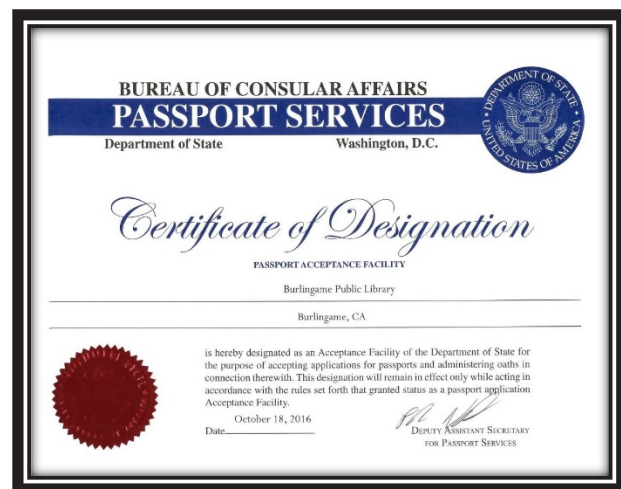 BUREAU OF CONSULAR AFFAIRS
PASSPORT SERVICES
Department of State Washington, D.C.
DEPARTMENT OF STATE
UNITED STATES OF AMERICA
Certificate of Designation
PASSPORT ACCEPTANCE FACILITY
Burlingame Public Library
Burlingame, CA
is hereby designated as an Acceptance Facility of the Department of State for
the purpose of accepting applications for passports and administering oaths in
connection therewith. This designation will remain in effect only while acting in
accordance with the rules set forth that granted status as a passport application
Acceptance Facility.
October 18, 2016
Date
DEPUTY ASSISTANT SECRETARY
FOR PASSPORT SERVICES